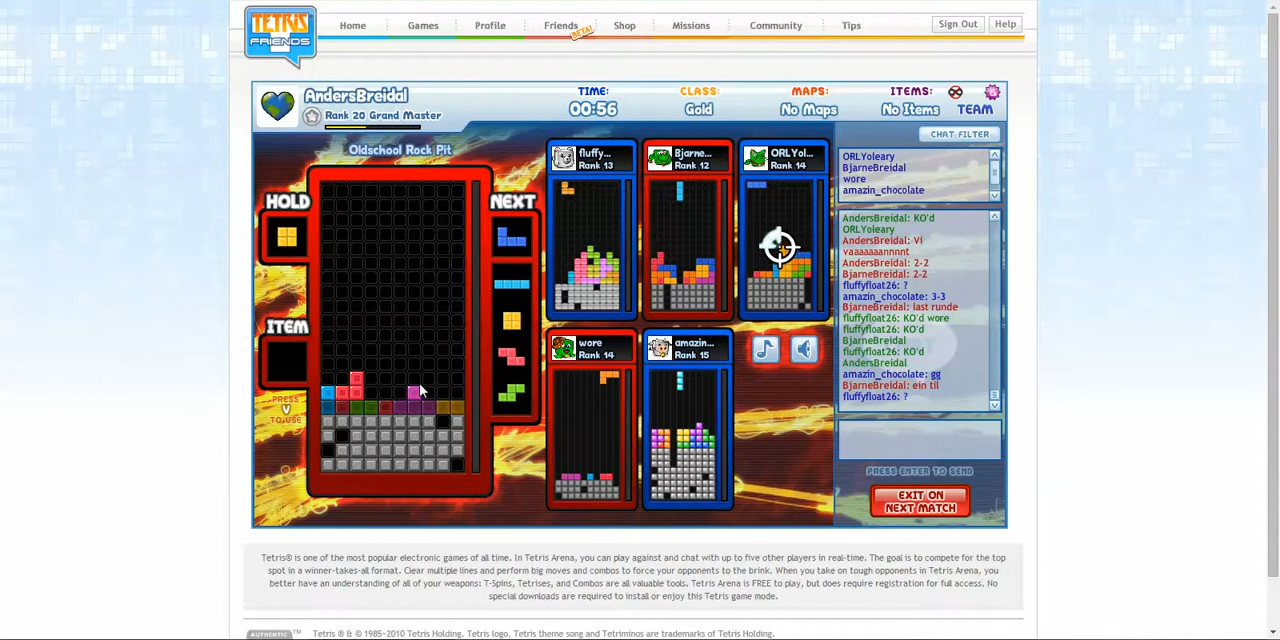 TETRIS
FRIENDS
Home
Games
Profile
Friends
BETA!
Shop
Missions
Community
Tips
Sign Out
Help
AndersBreidal
Rank 20 Grand Master
TIME:
00:56
CLASS:
Gold
MAPS:
No Maps
ITEMS:
No Items
TEAM
Oldschool Rock Pit
HOLD
NEXT
ITEM
PRESS
V
TO USE
fluffy...
Rank 13
Bjarne...
Rank 12
ORLYol...
Rank 14
wore
Rank 14
amazin...
Rank 15
CHAT FILTER
ORLYoleary
BjarneBreidal
wore
amazin_chocolate
AndersBreidal: KO'd
ORLYoleary
AndersBreidal: Vi
vaaaaaannnnt
AndersBreidal: 2-2
BjarneBreidal: 2-2
fluffyfloat26: ?
amazin_chocolate: 3-3
BjarneBreidal: last runde
fluffyfloat26: KO'd wore
fluffyfloat26: KO'd
BjarneBreidal
fluffyfloat26: KO'd
AndersBreidal
amazin_chocolate: gg
BjarneBreidal: ein til
fluffyfloat26: ?
PRESS ENTER TO SEND
EXIT ON
NEXT MATCH
Tetris® is one of the most popular electronic games of all time. In Tetris Arena, you can play against and chat with up to five other players in real-time. The goal is to compete for the top
spot in a winner-takes-all format. Clear multiple lines and perform big moves and combos to force your opponents to the brink. When you take on tough opponents in Tetris Arena, you
better have an understanding of all of your weapons: T-Spins, Tetrises, and Combos are all valuable tools. Tetris Arena is FREE to play, but does require registration for full access. No
special downloads are required to install or enjoy this Tetris game mode.
AUTHENTIC
Tetris ® & © 1985~2010 Tetris Holding. Tetris logo, Tetris theme song and Tetriminos are trademarks of Tetris Holding.